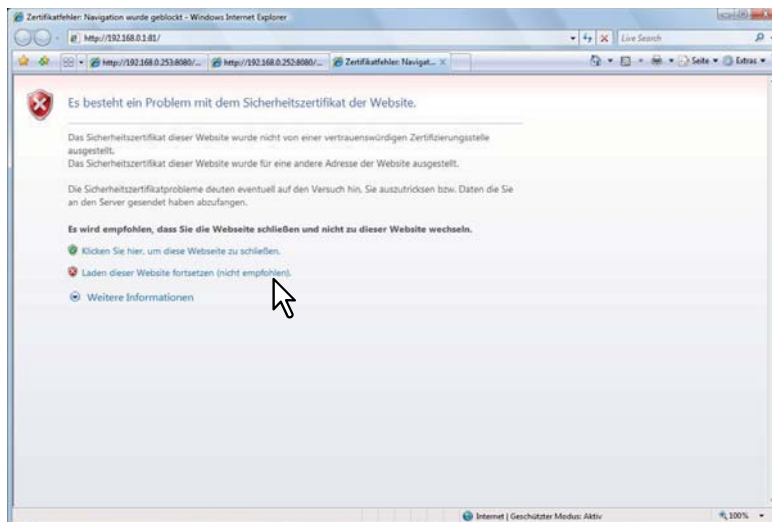 Zertifikatfehler: Navigation wurde geblockt - Windows Internet Explorer
http://192.168.0.1:81/
Live Search
http://192.168.0.253:8080/...
http://192.168.0.252:8080/...
Zertifikatfehler: Navigat...
Seite
Extras
Es besteht ein Problem mit dem Sicherheitszertifikat der Website.
Das Sicherheitszertifikat dieser Website wurde nicht von einer vertrauenswürdigen Zertifizierungsstelle
ausgestellt.
Das Sicherheitszertifikat dieser Website wurde für eine andere Adresse der Website ausgestellt.
Die Sicherheitszertifikatprobleme deuten eventuell auf den Versuch hin, Sie auszutricksen bzw. Daten die Sie
an den Server gesendet haben abzufangen.
Es wird empfohlen, dass Sie die Webseite schließen und nicht zu dieser Website wechseln.
Klicken Sie hier, um diese Webseite zu schließen.
Laden dieser Website fortsetzen (nicht empfohlen).
Weitere Informationen
Internet | Geschützter Modus: Aktiv
100%